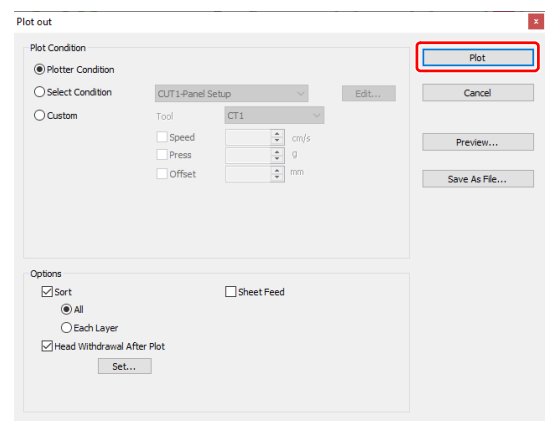 Plot out
x
Plot Condition
Plot
Plotter Condition
Select Condition
CUT1-Panel Setup
Edit...
Cancel
Custom
Tool
CT1
Speed
cm/s
Press
g
Preview...
Offset
mm
Save As File...
Options
Sort
Sheet Feed
All
Each Layer
Head Withdrawal After Plot
Set...